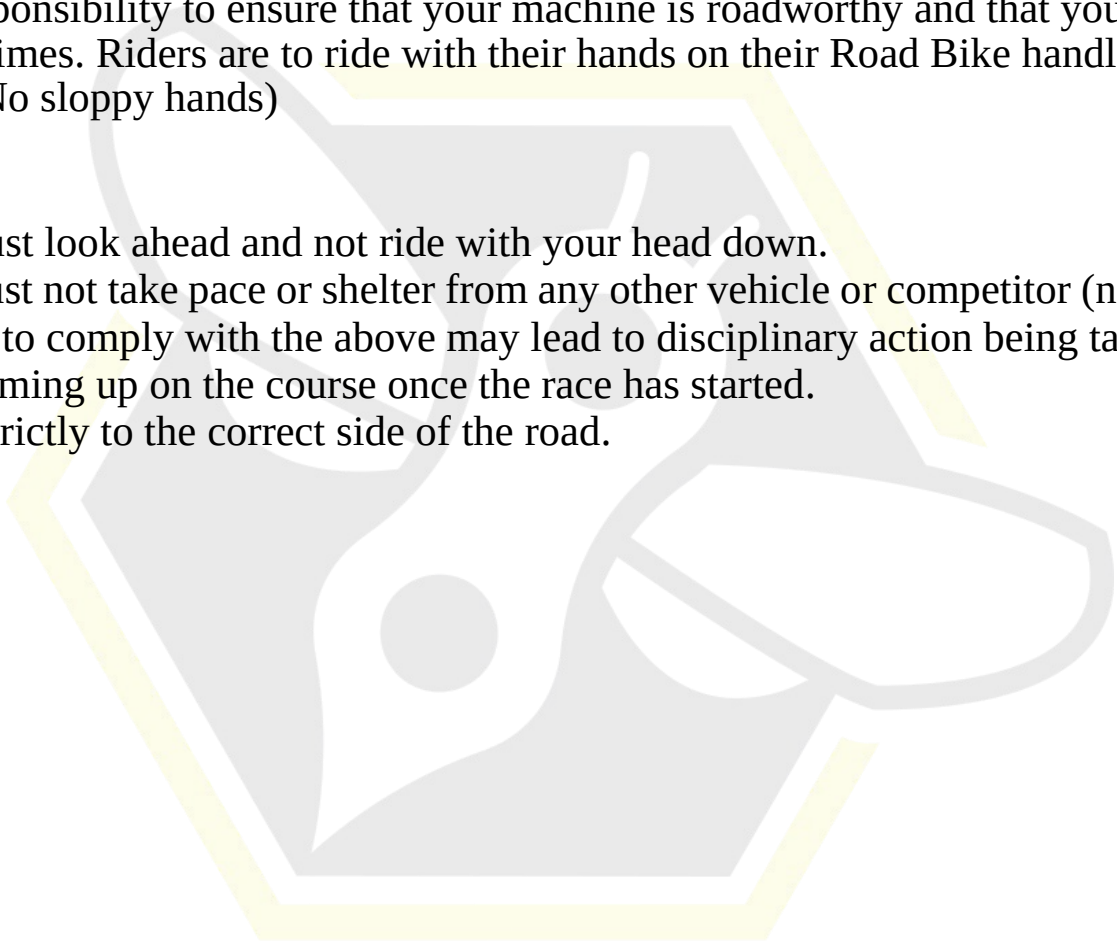 ponsibility to ensure that your machine is roadworthy and that you
imes. Riders are to ride with their hands on their Road Bike handl
No sloppy hands)
ust look ahead and not ride with your head down.
ust not take pace or shelter from any other vehicle or competitor (n
to comply with the above may lead to disciplinary action being ta
ming up on the course once the race has started.
rictly to the correct side of the road.